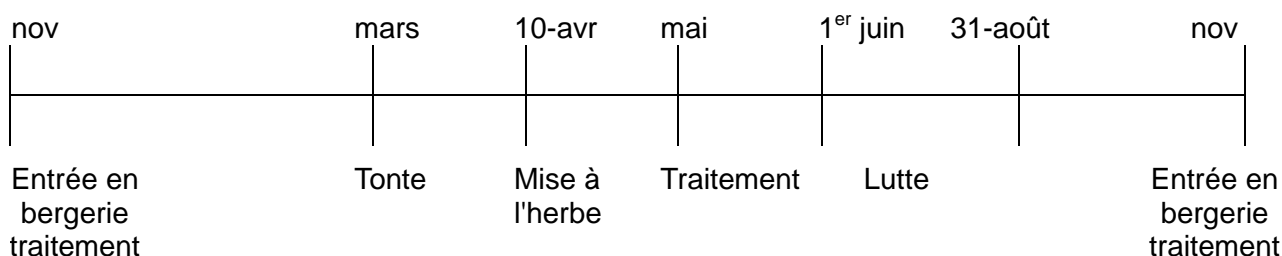 nov mars 10-avr mai 1er juin 31-août nov
Entrée en Tonte Mise à Traitement Lutte Entrée en
bergerie l'herbe bergerie
traitement traitement